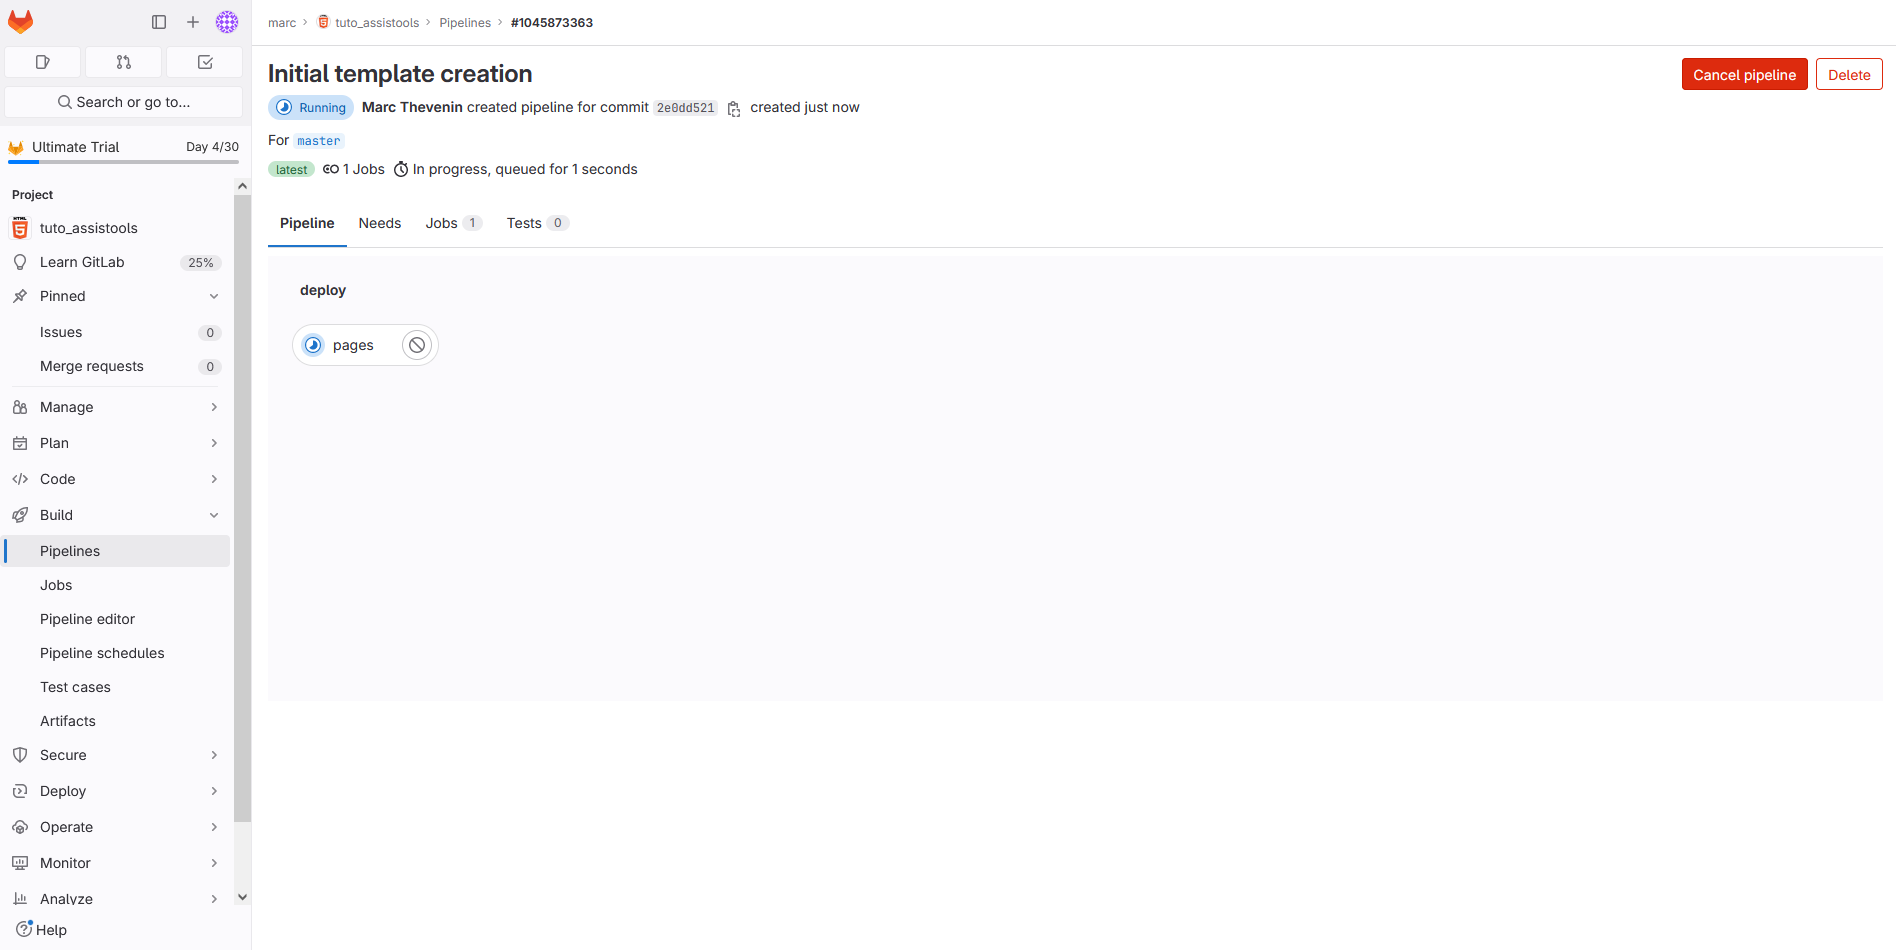 marc > tuto_assistools > Pipelines > #1045873363
Initial template creation
Cancel pipeline
Delete
Running Marc Thevenin created pipeline for commit 2e0dd521 created just now
For master
latest 1 Jobs In progress, queued for 1 seconds
Pipeline
Needs
Jobs 1
Tests 0
deploy
pages
Search or go to...
Ultimate Trial Day 4/30
Project
HTML 5 tuto_assistools
Learn GitLab 25%
Pinned
Issues 0
Merge requests 0
Manage
Plan
Code
Build
Pipelines
Jobs
Pipeline editor
Pipeline schedules
Test cases
Artifacts
Secure
Deploy
Operate
Monitor
Analyze
Help